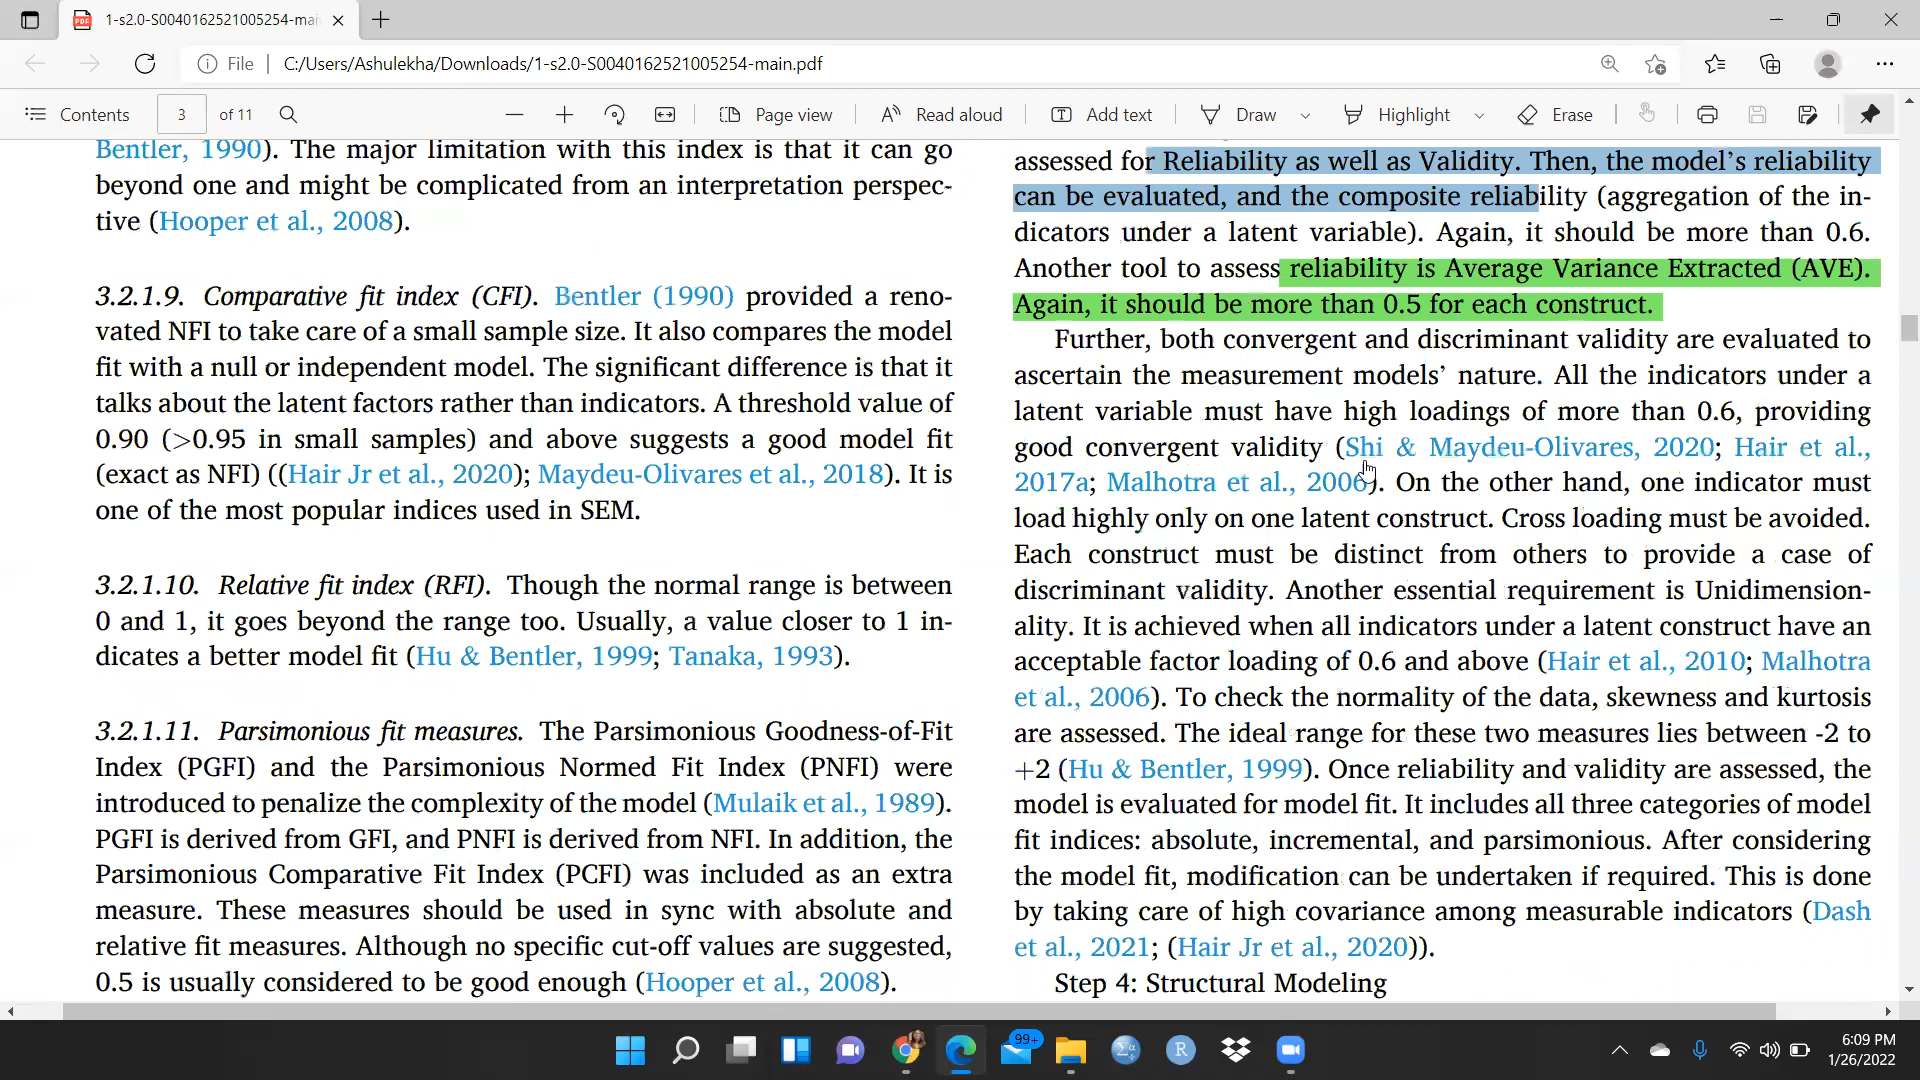 1-s2.0-S0040162521005254-mai
File
C:/Users/Ashulekha/Downloads/1-s2.0-S0040162521005254-main.pdf
Contents
3
of 11
Page view
Read aloud
Add text
Draw
Highlight
Erase
Bentler, 1990). The major limitation with this index is that it can go
beyond one and might be complicated from an interpretation perspec-
tive (Hooper et al., 2008).
3.2.1.9. Comparative fit index (CFI). Bentler (1990) provided a reno-
vated NFI to take care of a small sample size. It also compares the model
fit with a null or independent model. The significant difference is that it
talks about the latent factors rather than indicators. A threshold value of
0.90 (>0.95 in small samples) and above suggests a good model fit
(exact as NFI) ((Hair Jr et al., 2020); Maydeu-Olivares et al., 2018). It is
one of the most popular indices used in SEM.
3.2.1.10. Relative fit index (RFI). Though the normal range is between
0 and 1, it goes beyond the range too. Usually, a value closer to 1 in-
dicates a better model fit (Hu & Bentler, 1999; Tanaka, 1993).
3.2.1.11. Parsimonious fit measures. The Parsimonious Goodness-of-Fit
Index (PGFI) and the Parsimonious Normed Fit Index (PNFI) were
introduced to penalize the complexity of the model (Mulaik et al., 1989).
PGFI is derived from GFI, and PNFI is derived from NFI. In addition, the
Parsimonious Comparative Fit Index (PCFI) was included as an extra
measure. These measures should be used in sync with absolute and
relative fit measures. Although no specific cut-off values are suggested,
0.5 is usually considered to be good enough (Hooper et al., 2008).
assessed for Reliability as well as Validity. Then, the model's reliability
can be evaluated, and the composite reliability (aggregation of the in-
dicators under a latent variable). Again, it should be more than 0.6.
Another tool to assess reliability is Average Variance Extracted (AVE).
Again, it should be more than 0.5 for each construct.
Further, both convergent and discriminant validity are evaluated to
ascertain the measurement models' nature. All the indicators under a
latent variable must have high loadings of more than 0.6, providing
good convergent validity (Shi & Maydeu-Olivares, 2020; Hair et al.,
2017a; Malhotra et al., 2006). On the other hand, one indicator must
load highly only on one latent construct. Cross loading must be avoided.
Each construct must be distinct from others to provide a case of
discriminant validity. Another essential requirement is Unidimension-
ality. It is achieved when all indicators under a latent construct have an
acceptable factor loading of 0.6 and above (Hair et al., 2010; Malhotra
et al., 2006). To check the normality of the data, skewness and kurtosis
are assessed. The ideal range for these two measures lies between -2 to
+2 (Hu & Bentler, 1999). Once reliability and validity are assessed, the
model is evaluated for model fit. It includes all three categories of model
fit indices: absolute, incremental, and parsimonious. After considering
the model fit, modification can be undertaken if required. This is done
by taking care of high covariance among measurable indicators (Dash
et al., 2021; (Hair Jr et al., 2020)).
Step 4: Structural Modeling
99+
6:09 PM
1/26/2022